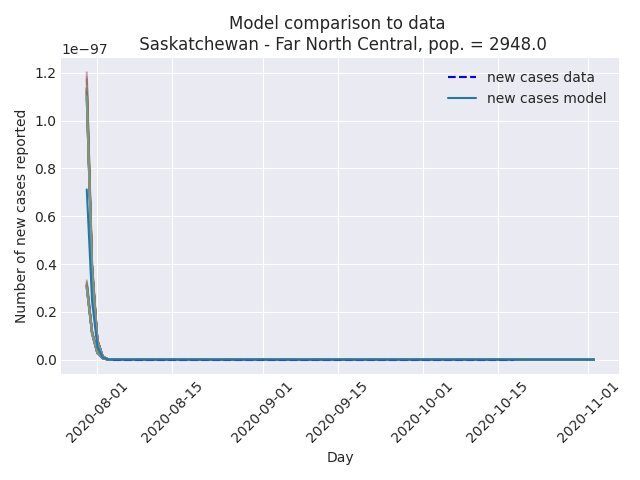 Model comparison to data
Saskatchewan - Far North Central, pop. = 2948.0
1e−97
new cases data
new cases model
1.2
1.0
0.8
0.6
0.4
0.2
0.0
Number of new cases reported
2020-08-01
2020-08-15
2020-09-01
2020-09-15
2020-10-01
2020-10-15
2020-11-01
Day